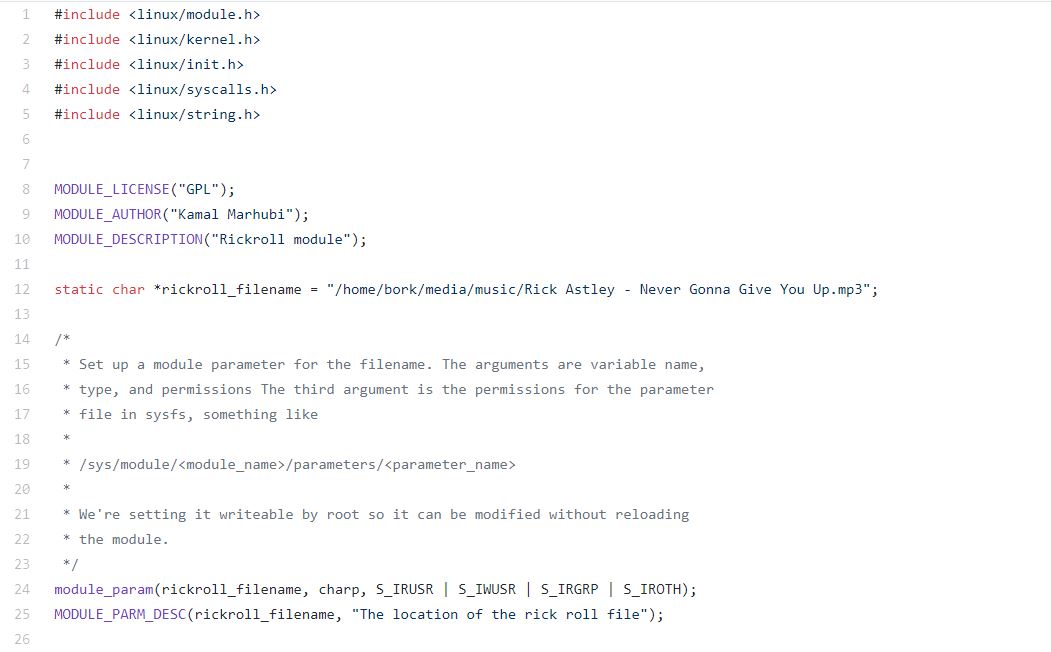 1 #include <linux/module.h>
2 #include <linux/kernel.h>
3 #include <linux/init.h>
4 #include <linux/syscalls.h>
5 #include <linux/string.h>
6
7
8 MODULE_LICENSE("GPL");
9 MODULE_AUTHOR("Kamal Marhubi");
10 MODULE_DESCRIPTION("Rickroll module");
11
12 static char *rickroll_filename = "/home/bork/media/music/Rick Astley - Never Gonna Give You Up.mp3";
13
14 /*
15  * Set up a module parameter for the filename. The arguments are variable name,
16  * type, and permissions The third argument is the permissions for the parameter
17  * file in sysfs, something like
18  *
19  * /sys/module/<module_name>/parameters/<parameter_name>
20  *
21  * We're setting it writeable by root so it can be modified without reloading
22  * the module.
23  */
24 module_param(rickroll_filename, charp, S_IRUSR | S_IWUSR | S_IRGRP | S_IROTH);
25 MODULE_PARM_DESC(rickroll_filename, "The location of the rick roll file");
26